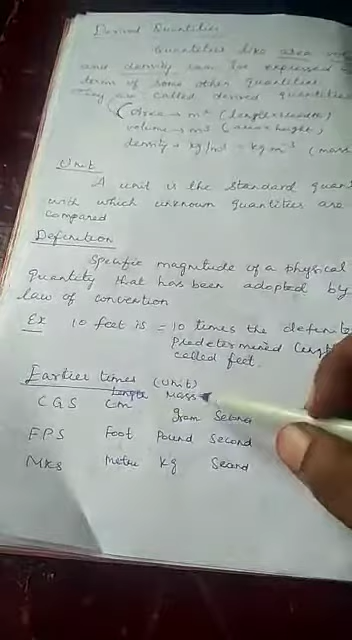 Derived Quantities
Quantities like area vol
and density can be expressed
terms of some other quantities.
They are called derived quantities
(area → m² (length × breadth)
volume → m³ (area × height)
density → kg/m³ = kg m⁻³ (mass
Unit
A unit is the standard quan
with which unknown quantities are
compared
Definition
Specific magnitude of a physical
quantity that has been adopted by
law of convention
Ex 10 feet is = 10 times the definite
Predetermined length
called feet.
Earlier times (Unit)
Length Mass
CGS Cm gram
FPS Foot Pound Second
MKS Metre kg Second